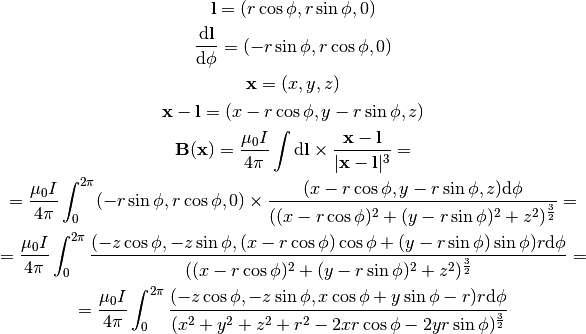 𝐥 = (r cos ϕ, r sin ϕ, 0)
d𝐥/dϕ = (−r sin ϕ, r cos ϕ, 0)
𝐱 = (x, y, z)
𝐱 − 𝐥 = (x − r cos ϕ, y − r sin ϕ, z)
𝐁(𝐱) = μ₀I/4π ∫ d𝐥 × (𝐱 − 𝐥)/|𝐱 − 𝐥|³ =
= μ₀I/4π ∫₀^{2π} (−r sin ϕ, r cos ϕ, 0) × (x − r cos ϕ, y − r sin ϕ, z)dϕ / ((x − r cos ϕ)² + (y − r sin ϕ)² + z²)^{3/2} =
= μ₀I/4π ∫₀^{2π} (−z cos ϕ, −z sin ϕ, (x − r cos ϕ) cos ϕ + (y − r sin ϕ) sin ϕ)rdϕ / ((x − r cos ϕ)² + (y − r sin ϕ)² + z²)^{3/2} =
= μ₀I/4π ∫₀^{2π} (−z cos ϕ, −z sin ϕ, x cos ϕ + y sin ϕ − r)rdϕ / (x² + y² + z² + r² − 2xr cos ϕ − 2yr sin ϕ)^{3/2}